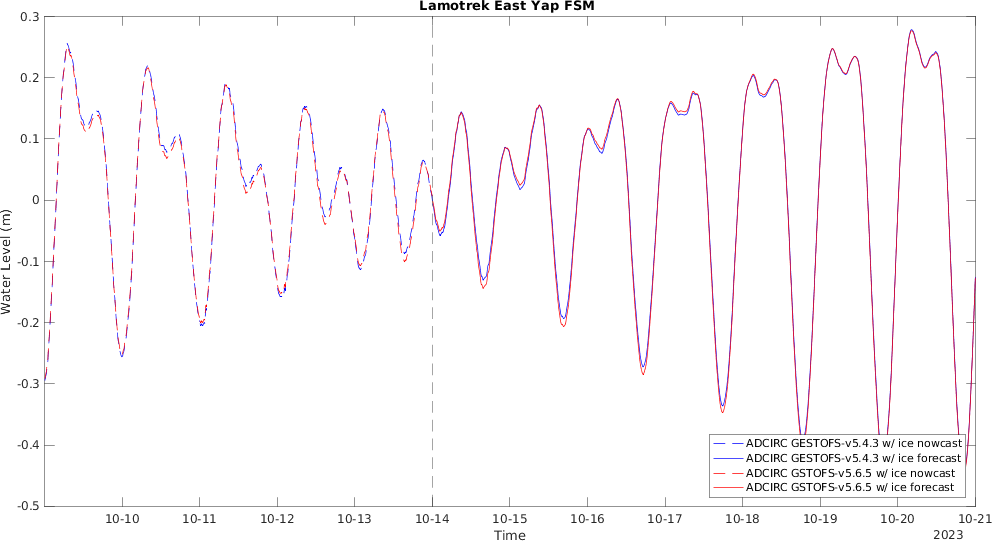 Lamotrek East Yap FSM
0.3
0.2
0.1
0
-0.1
-0.2
-0.3
-0.4
-0.5
Water Level (m)
ADCIRC GESTOFS-v5.4.3 w/ ice nowcast
ADCIRC GESTOFS-v5.4.3 w/ ice forecast
ADCIRC GSTOFS-v5.6.5 w/ ice nowcast
ADCIRC GSTOFS-v5.6.5 w/ ice forecast
10-10 10-11 10-12 10-13 10-14 10-15 10-16 10-17 10-18 10-19 10-20 10-21
Time
2023